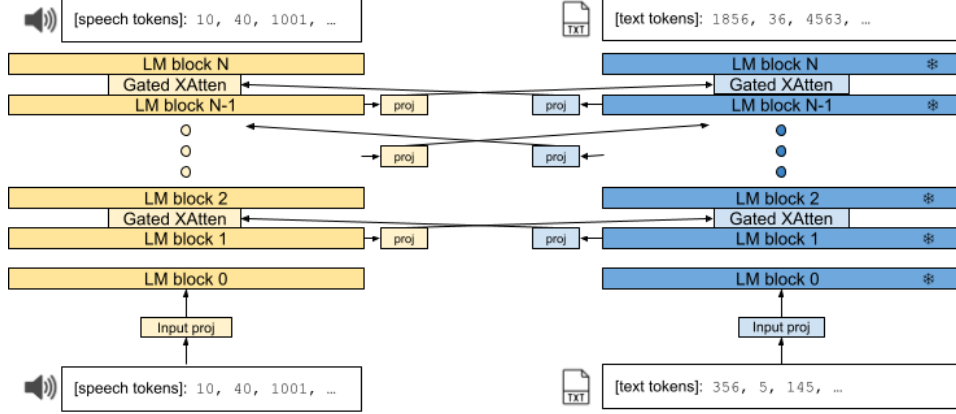 [speech tokens]: 10, 40, 1001, …
TXT
[text tokens]: 1856, 36, 4563, …
LM block N
LM block N
Gated XAtten
Gated XAtten
LM block N-1
proj
proj
LM block N-1
proj
proj
LM block 2
LM block 2
Gated XAtten
Gated XAtten
LM block 1
proj
proj
LM block 1
LM block 0
LM block 0
Input proj
Input proj
[speech tokens]: 10, 40, 1001, …
TXT
[text tokens]: 356, 5, 145, …